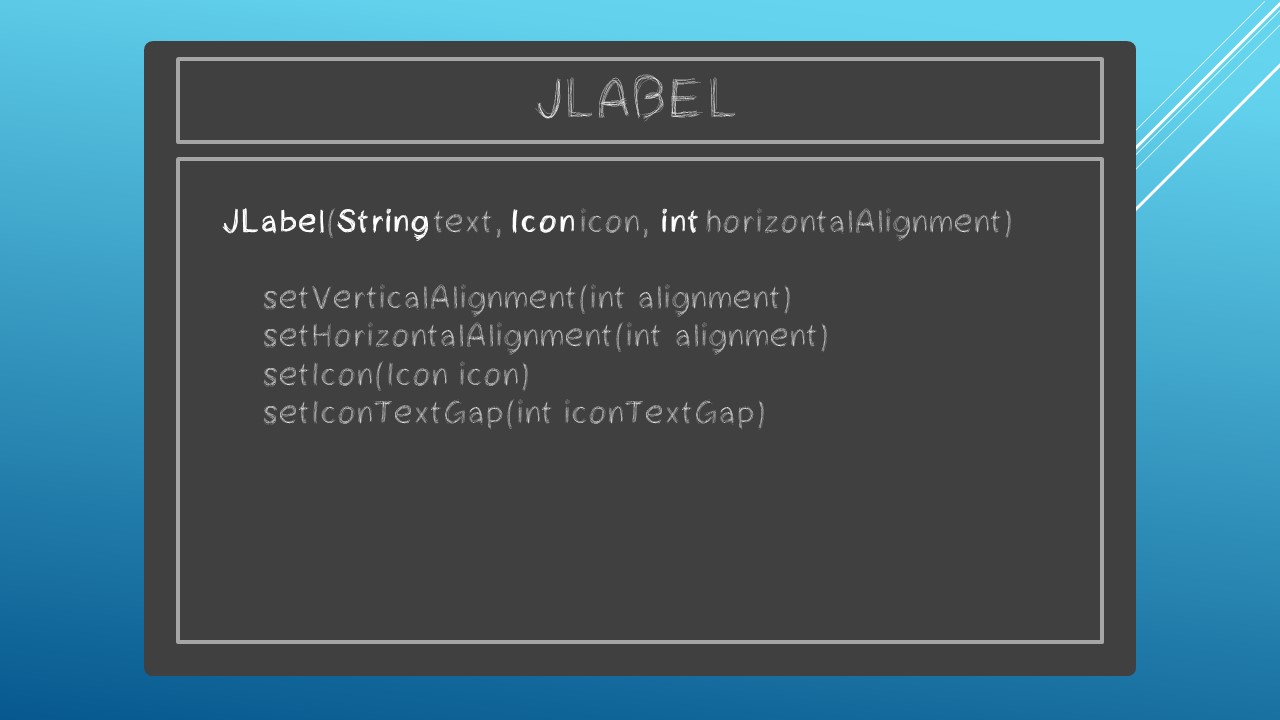 JLABEL
JLabel(String text, Icon icon, int horizontalAlignment)
setVerticalAlignment(int alignment)
setHorizontalAlignment(int alignment)
setIcon(Icon icon)
setIconTextGap(int iconTextGap)